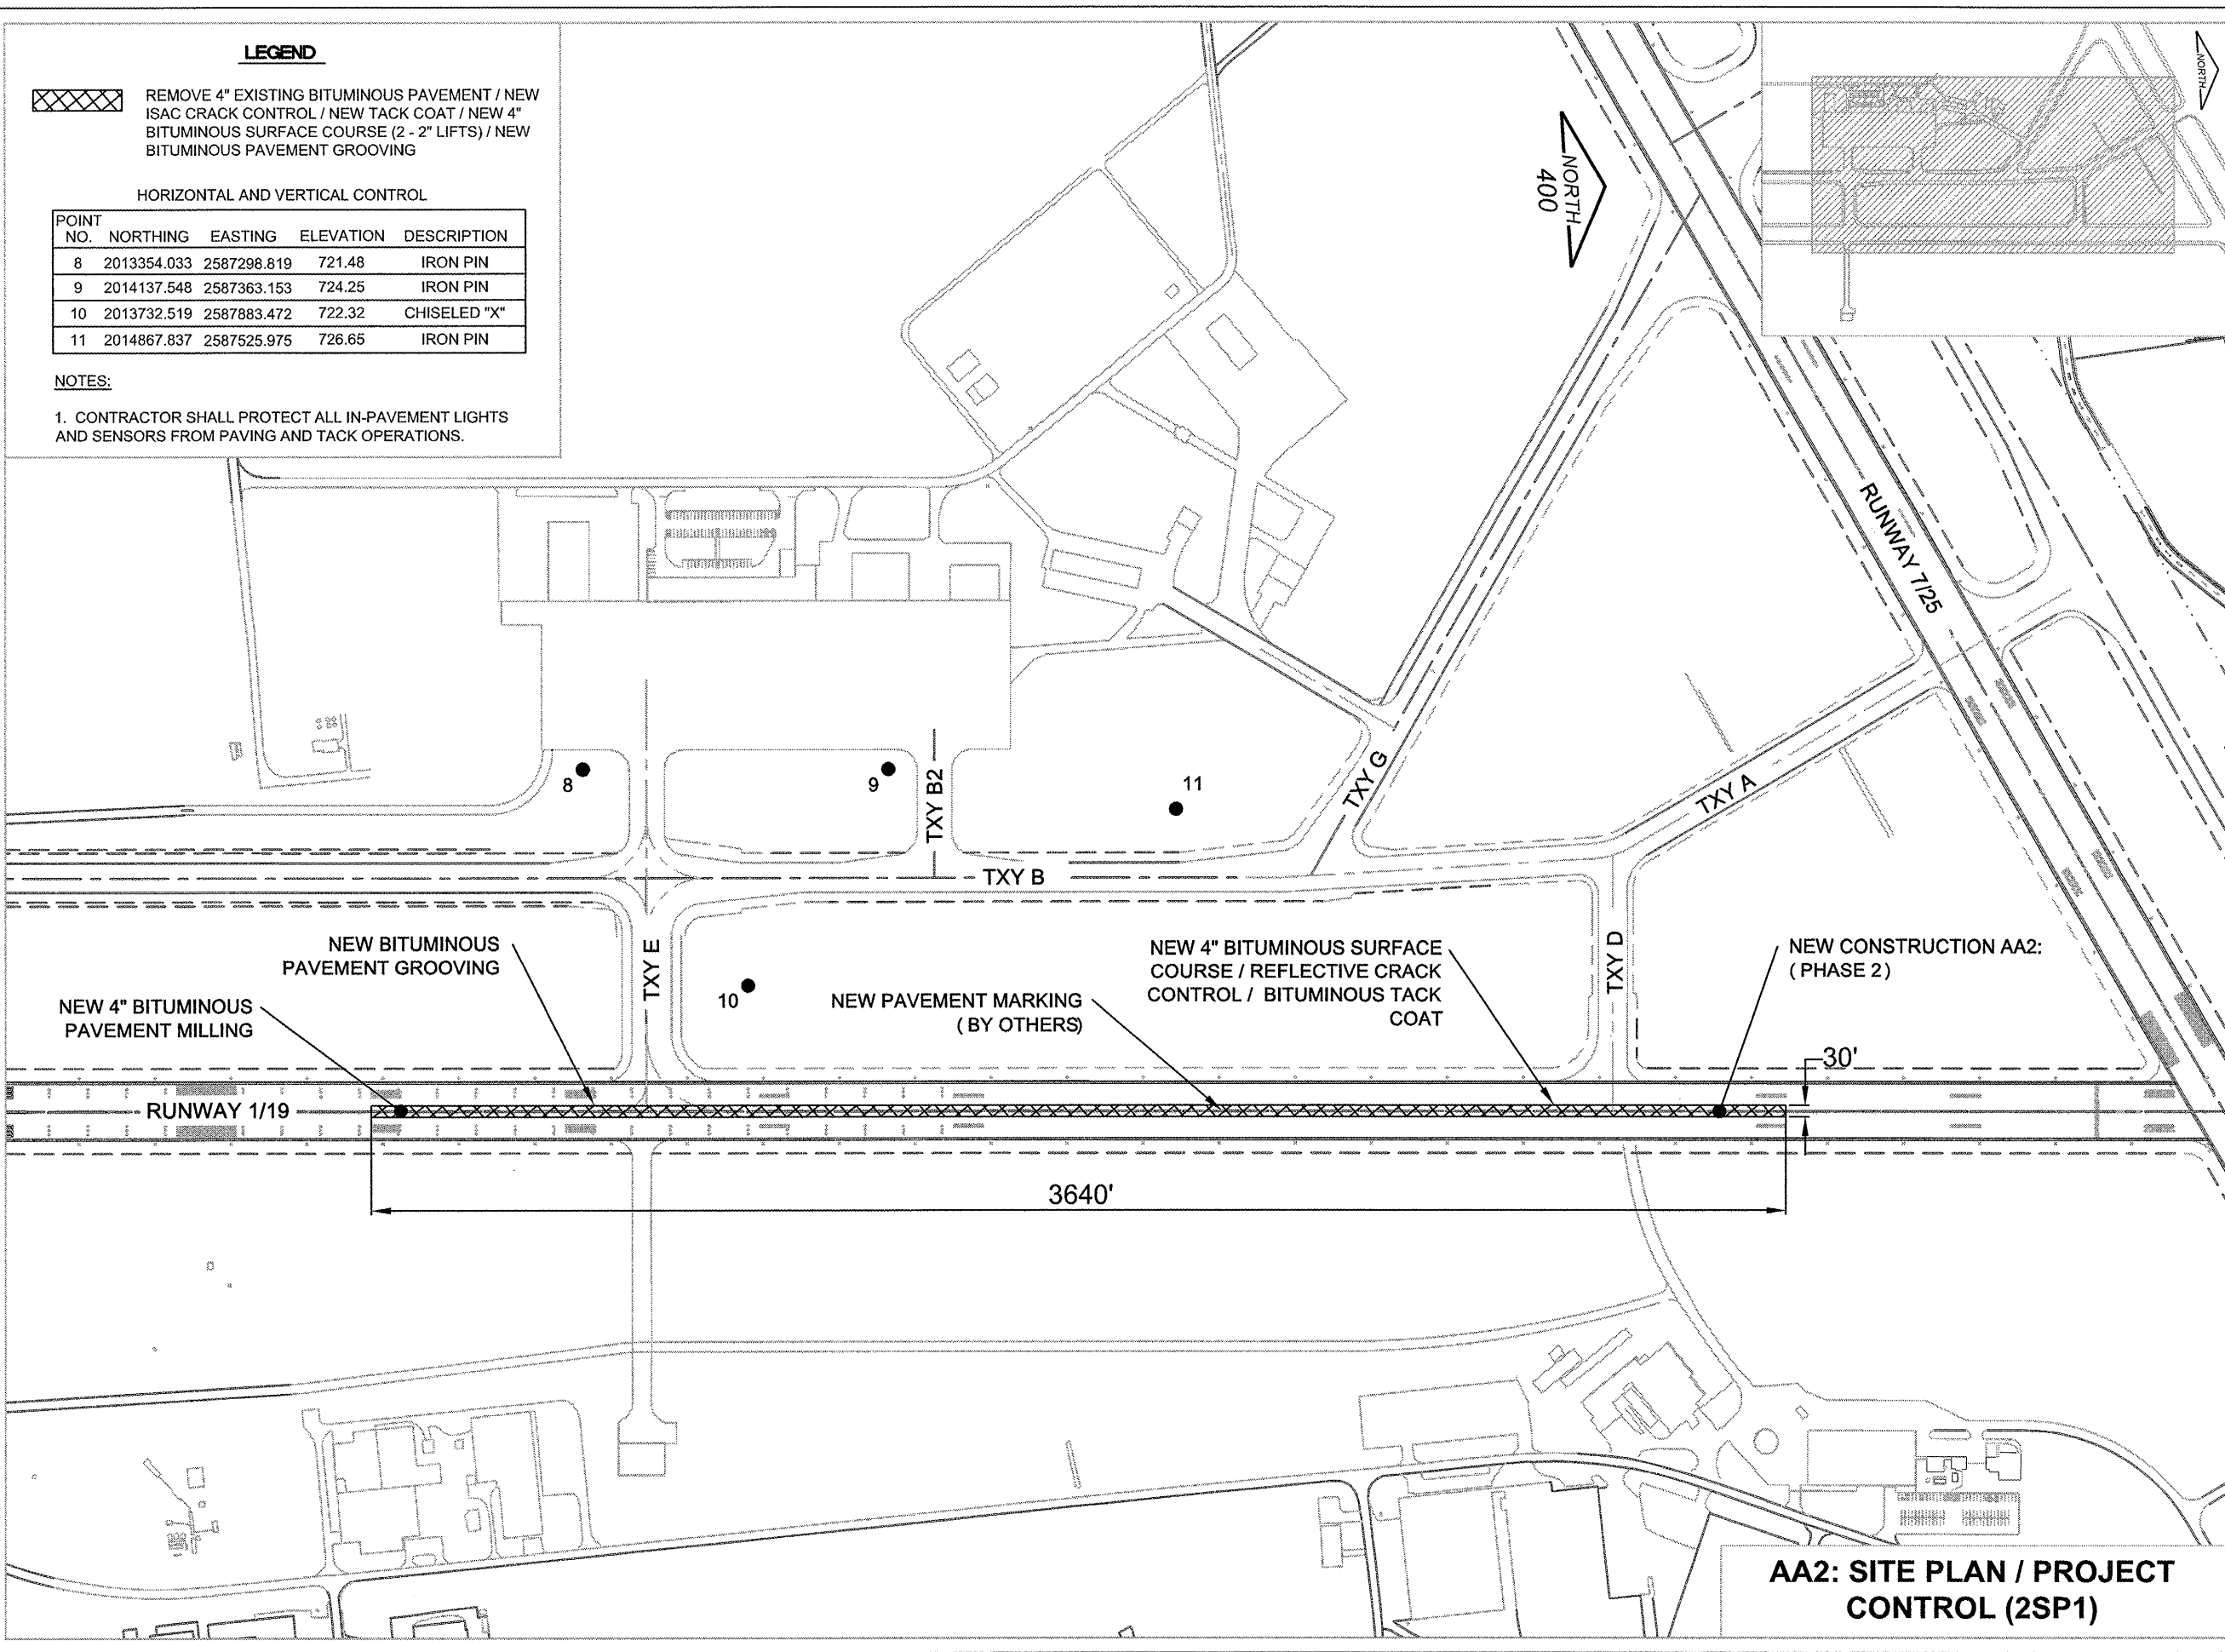 LEGEND
REMOVE 4" EXISTING BITUMINOUS PAVEMENT / NEW
ISAC CRACK CONTROL / NEW TACK COAT / NEW 4"
BITUMINOUS SURFACE COURSE (2 - 2" LIFTS) / NEW
BITUMINOUS PAVEMENT GROOVING
HORIZONTAL AND VERTICAL CONTROL
POINT
NO. NORTHING EASTING ELEVATION DESCRIPTION
8 2013354.033 2587298.819 721.48 IRON PIN
9 2014137.548 2587363.153 724.25 IRON PIN
10 2013732.519 2587883.472 722.32 CHISELED "X"
11 2014867.837 2587525.975 726.65 IRON PIN
NOTES:
1. CONTRACTOR SHALL PROTECT ALL IN-PAVEMENT LIGHTS
AND SENSORS FROM PAVING AND TACK OPERATIONS.
NORTH
400
NORTH
RUNWAY 7/25
8
9
TXY B2
11
TXY G
TXY A
TXY B
NEW BITUMINOUS
PAVEMENT GROOVING
TXY E
NEW 4" BITUMINOUS
PAVEMENT MILLING
10
NEW PAVEMENT MARKING
( BY OTHERS)
NEW 4" BITUMINOUS SURFACE
COURSE / REFLECTIVE CRACK
CONTROL / BITUMINOUS TACK
COAT
TXY D
NEW CONSTRUCTION AA2:
( PHASE 2 )
30'
RUNWAY 1/19
3640'
AA2: SITE PLAN / PROJECT
CONTROL (2SP1)